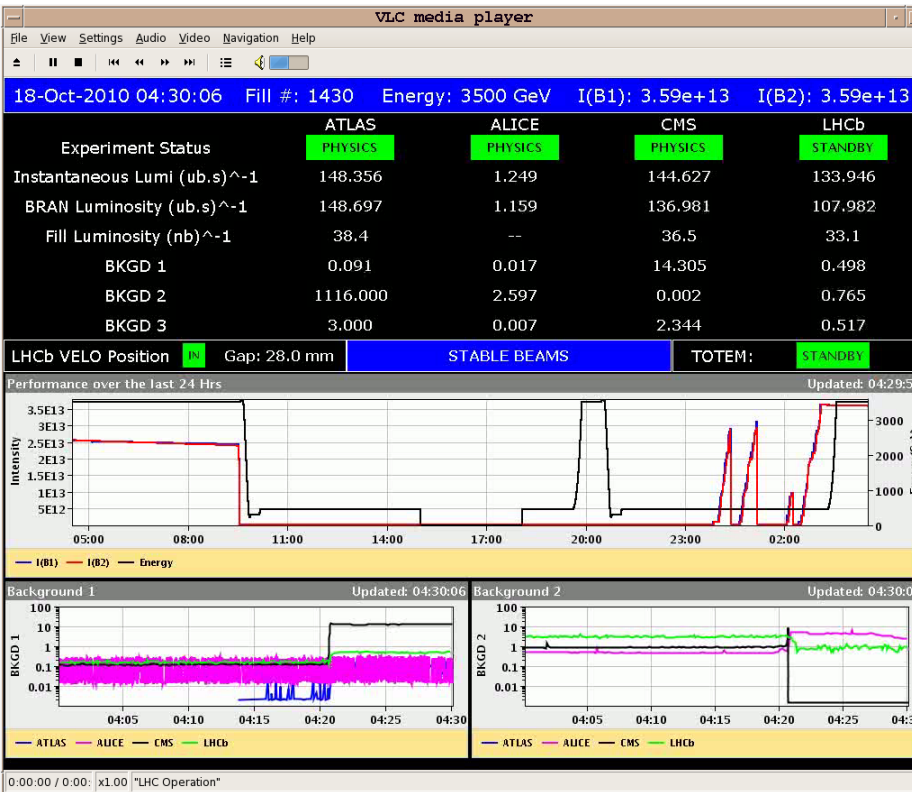 VLC media player
File View Settings Audio Video Navigation Help
18-Oct-2010 04:30:06 Fill #: 1430 Energy: 3500 GeV I(B1): 3.59e+13 I(B2): 3.59e+13
ATLAS ALICE CMS LHCb
Experiment Status PHYSICS PHYSICS PHYSICS STANDBY
Instantaneous Lumi (ub.s)^-1 148.356 1.249 144.627 133.946
BRAN Luminosity (ub.s)^-1 148.697 1.159 136.981 107.982
Fill Luminosity (nb)^-1 38.4 -- 36.5 33.1
BKGD 1 0.091 0.017 14.305 0.498
BKGD 2 1116.000 2.597 0.002 0.765
BKGD 3 3.000 0.007 2.344 0.517
LHCb VELO Position IN Gap: 28.0 mm STABLE BEAMS TOTEM: STANDBY
Performance over the last 24 Hrs Updated: 04:29:5
Intensity
3.5E13
3E13
2.5E13
2E13
1.5E13
1E13
5E12
3000
2000
1000
0
05:00 08:00 11:00 14:00 17:00 20:00 23:00 02:00
I(B1) I(B2) Energy
Background 1 Updated: 04:30:06
BKGD 1
100
10
1
0.1
0.01
04:05 04:10 04:15 04:20 04:25 04:30
ATLAS ALICE CMS LHCb
Background 2 Updated: 04:30:0
BKGD 2
100
10
1
0.1
0.01
04:05 04:10 04:15 04:20 04:25 04:3
ATLAS ALICE CMS LHCb
0:00:00 / 0:00: x1.00 "LHC Operation"